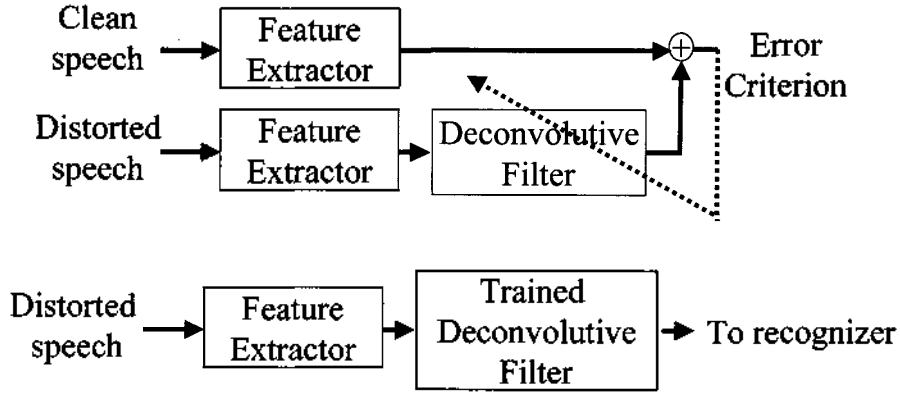 Clean
speech
Feature
Extractor
+
Error
Criterion
Distorted
speech
Feature
Extractor
Deconvolutive
Filter
Distorted
speech
Feature
Extractor
Trained
Deconvolutive
Filter
To recognizer